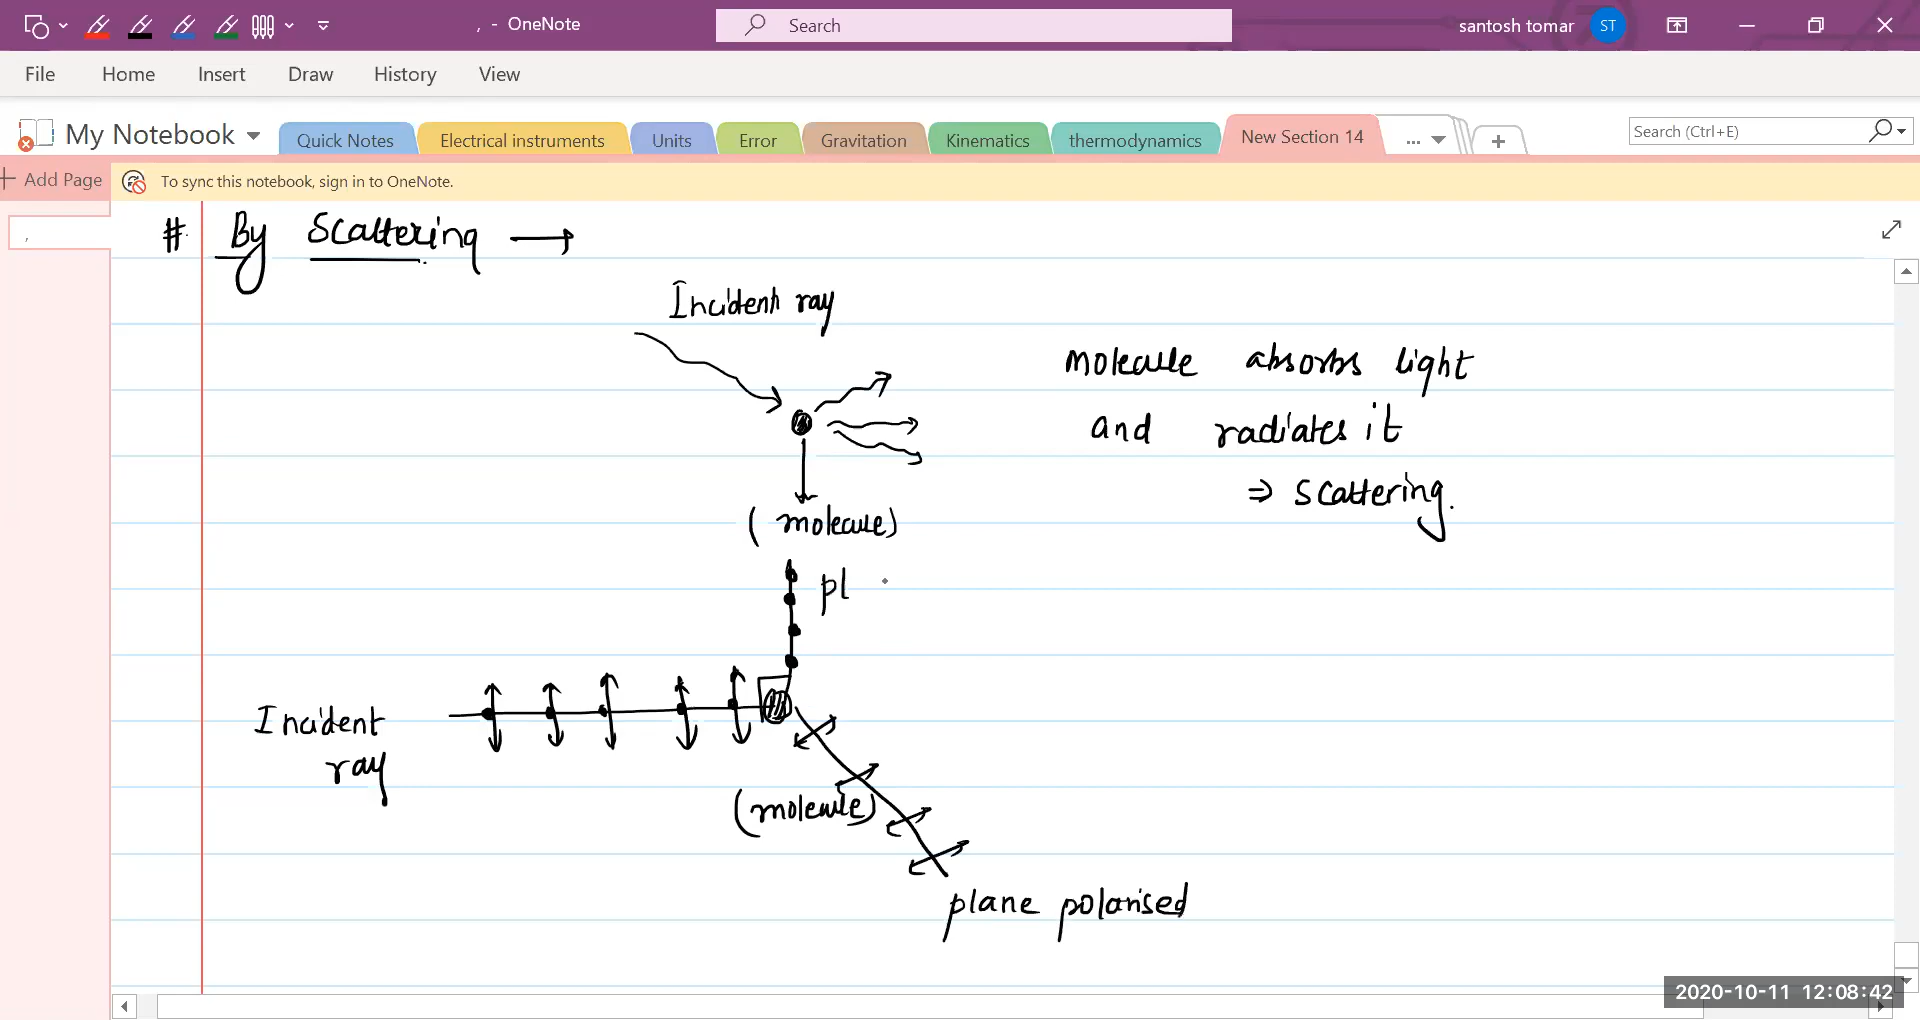 , - OneNote
Search
santosh tomar ST
File Home Insert Draw History View
My Notebook
Quick Notes Electrical instruments Units Error Gravitation Kinematics thermodynamics New Section 14 ... +
Search (Ctrl+E)
Add Page
To sync this notebook, sign in to OneNote.
,
# By Scattering →
Incident ray
molecule absorbs light
and radiates it
⇒ scattering.
(molecule)
pl
Incident
ray
(molecule)
plane polarised
2020-10-11 12:08:42